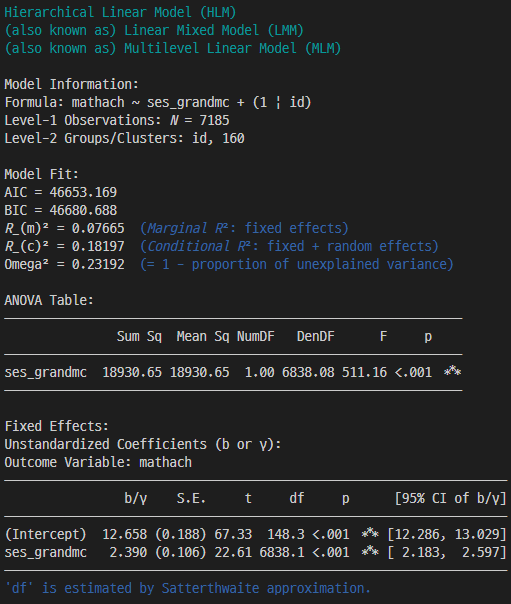 Hierarchical Linear Model (HLM)
(also known as) Linear Mixed Model (LMM)
(also known as) Multilevel Linear Model (MLM)
Model Information:
Formula: mathach ~ ses_grandmc + (1 ¦ id)
Level-1 Observations: N = 7185
Level-2 Groups/Clusters: id, 160
Model Fit:
AIC = 46653.169
BIC = 46680.688
R_(m)² = 0.07665 (Marginal R²: fixed effects)
R_(c)² = 0.18197 (Conditional R²: fixed + random effects)
Omega² = 0.23192 (= 1 - proportion of unexplained variance)
ANOVA Table:
Sum Sq Mean Sq NumDF DenDF F p
ses_grandmc 18930.65 18930.65 1.00 6838.08 511.16 <.001 ***
Fixed Effects:
Unstandardized Coefficients (b or γ):
Outcome Variable: mathach
b/γ S.E. t df p [95% CI of b/γ]
(Intercept) 12.658 (0.188) 67.33 148.3 <.001 *** [12.286, 13.029]
ses_grandmc 2.390 (0.106) 22.61 6838.1 <.001 *** [ 2.183, 2.597]
'df' is estimated by Satterthwaite approximation.